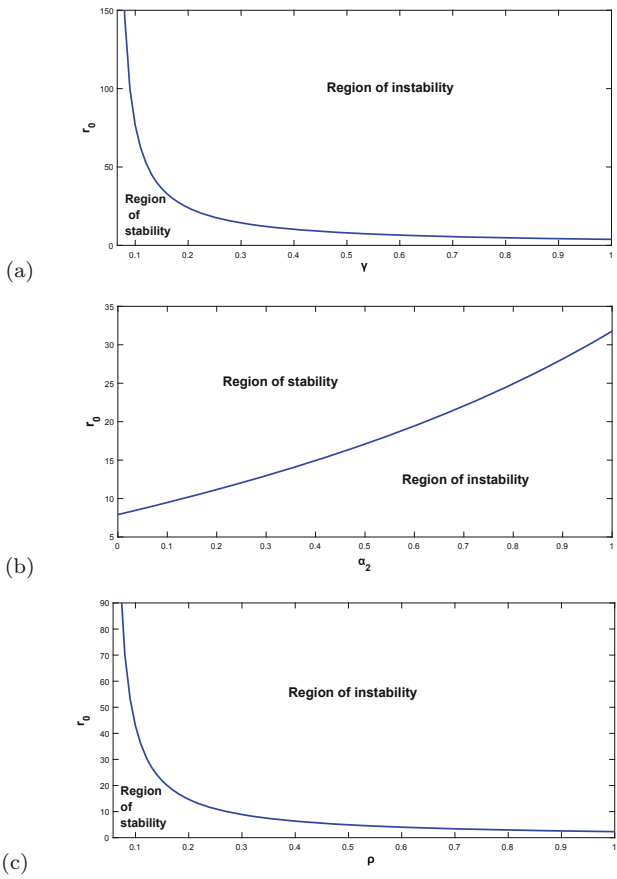 150
100
50
0
r0
Region of instability
Region
of
stability
0.1 0.2 0.3 0.4 0.5 0.6 0.7 0.8 0.9 1
γ
(a)
35
30
25
20
15
10
5
r0
Region of stability
Region of instability
0 0.1 0.2 0.3 0.4 0.5 0.6 0.7 0.8 0.9 1
α2
(b)
90
80
70
60
50
40
30
20
10
0
r0
Region of instability
Region
of
stability
0.1 0.2 0.3 0.4 0.5 0.6 0.7 0.8 0.9 1
ρ
(c)